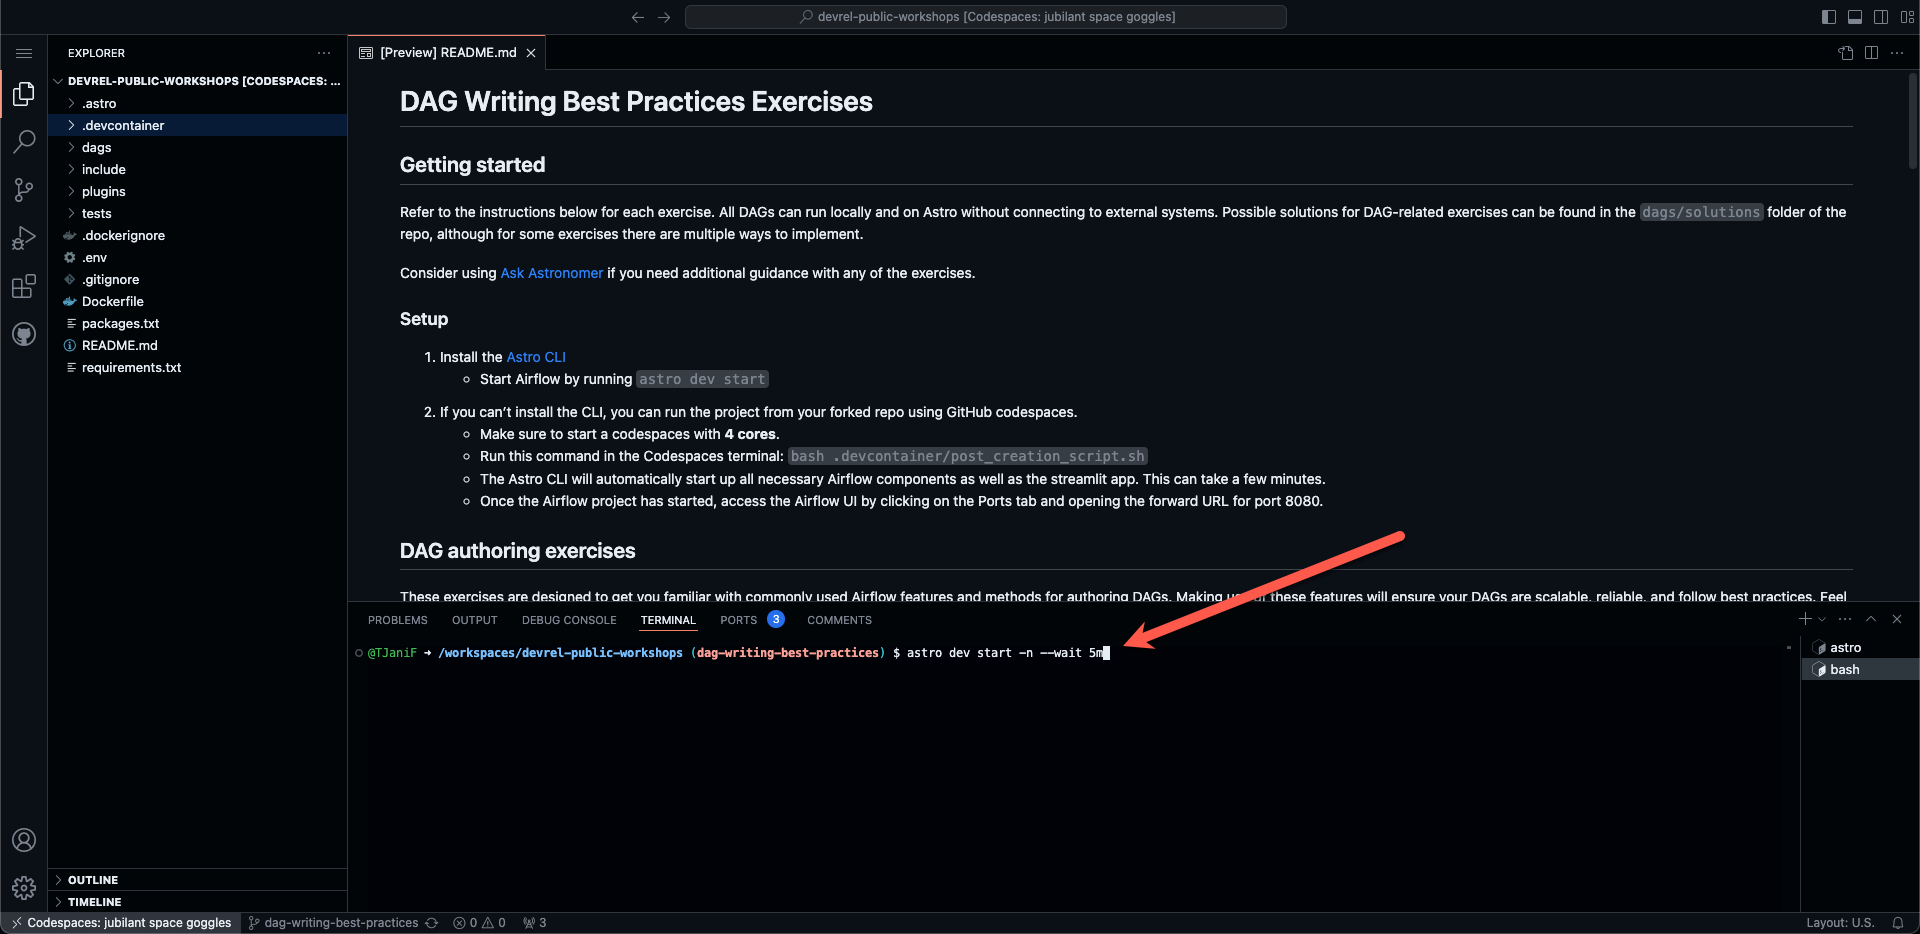 devrel-public-workshops [Codespaces: jubilant space goggles]
EXPLORER
DEVREL-PUBLIC-WORKSHOPS [CODESPACES: ...
.astro
.devcontainer
dags
include
plugins
tests
.dockerignore
.env
.gitignore
Dockerfile
packages.txt
README.md
requirements.txt
OUTLINE
TIMELINE
[Preview] README.md
DAG Writing Best Practices Exercises
Getting started
Refer to the instructions below for each exercise. All DAGs can run locally and on Astro without connecting to external systems. Possible solutions for DAG-related exercises can be found in the dags/solutions folder of the
repo, although for some exercises there are multiple ways to implement.
Consider using Ask Astronomer if you need additional guidance with any of the exercises.
Setup
1. Install the Astro CLI
Start Airflow by running astro dev start
2. If you can't install the CLI, you can run the project from your forked repo using GitHub codespaces.
Make sure to start a codespaces with 4 cores.
Run this command in the Codespaces terminal: bash .devcontainer/post_creation_script.sh
The Astro CLI will automatically start up all necessary Airflow components as well as the streamlit app. This can take a few minutes.
Once the Airflow project has started, access the Airflow UI by clicking on the Ports tab and opening the forward URL for port 8080.
DAG authoring exercises
These exercises are designed to get you familiar with commonly used Airflow features and methods for authoring DAGs. Making of these features will ensure your DAGs are scalable, reliable, and follow best practices. Feel
PROBLEMS OUTPUT DEBUG CONSOLE TERMINAL PORTS 3 COMMENTS
@TJaniF ➜ /workspaces/devrel-public-workshops (dag-writing-best-practices) $ astro dev start -n --wait 5m
astro
bash
Codespaces: jubilant space goggles dag-writing-best-practices 0 0 3 Layout: U.S.